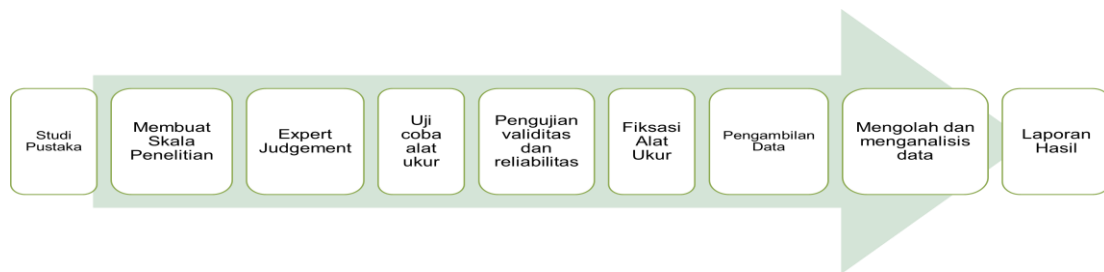 Studi
Pustaka
Membuat
Skala
Penelitian
Expert
Judgement
Uji
coba
alat
ukur
Pengujian
validitas
dan
reliabilitas
Fiksasi
Alat
Ukur
Pengambilan
Data
Mengolah dan
menganalisis
data
Laporan
Hasil